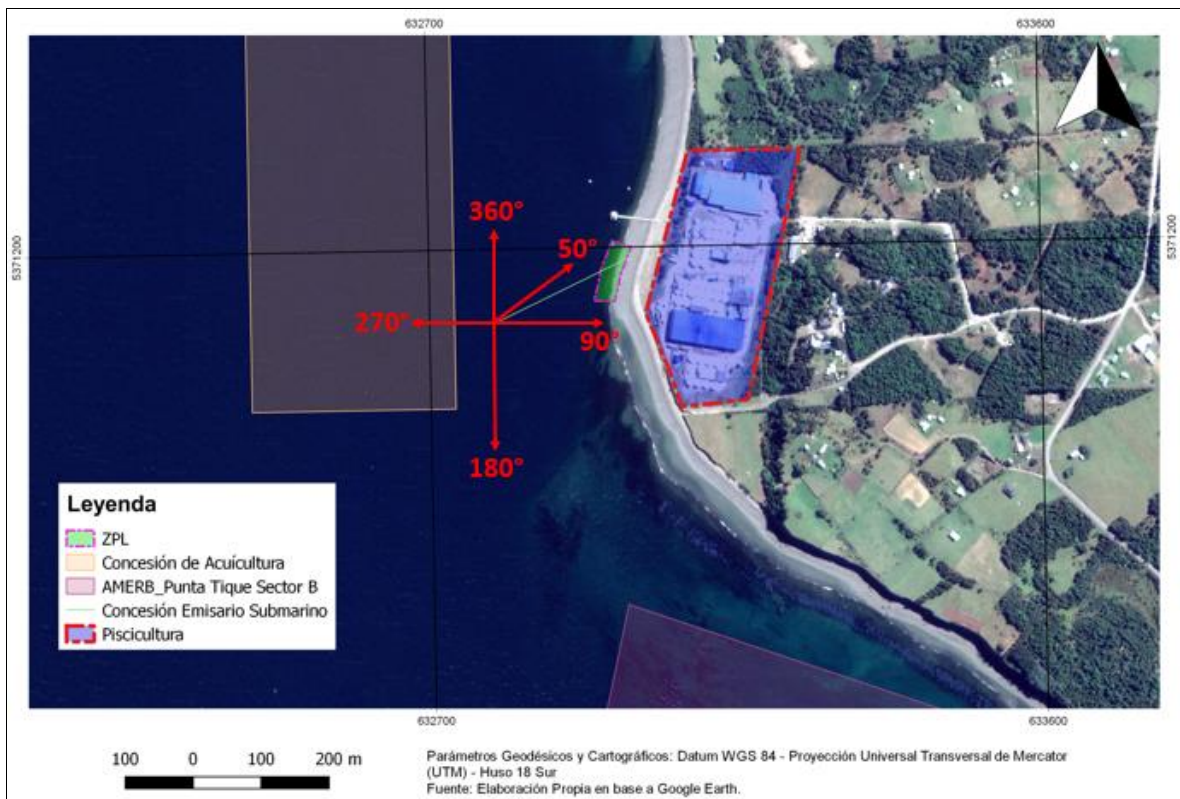 632700
633600
5371200
5371200
360°
50°
270°
90°
180°
Leyenda
ZPL
Concesión de Acuícultura
AMERB_Punta Tique Sector B
Concesión Emisario Submarino
Piscicultura
632700
633600
100 0 100 200 m
Parámetros Geodésicos y Cartográficos: Datum WGS 84 - Proyección Universal Transversal de Mercator
(UTM) - Huso 18 Sur
Fuente: Elaboración Propia en base a Google Earth.